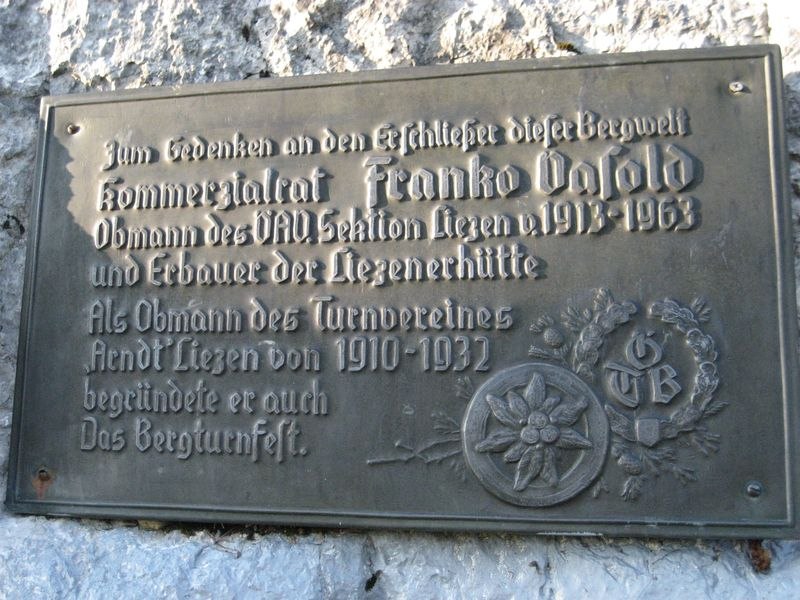 Zum Gedenken an den Erschließer dieser Bergwelt
Kommerzialrat Franko Dasold
Obmann des ÖAV. Sektion Liezen v. 1913-1963
und Erbauer der Liezenerhütte
Als Obmann des Turnvereines
„Arndt" Liezen von 1910-1932
begründete er auch
Das Bergturnfest.
G
T B